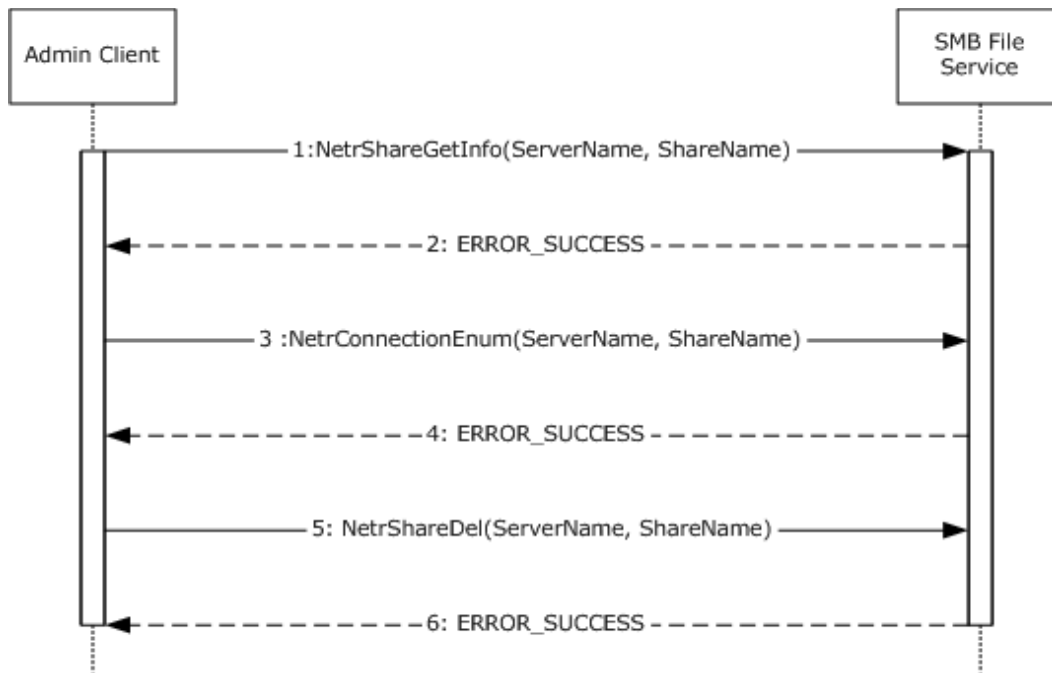 Admin Client
SMB File
Service
1:NetrShareGetInfo(ServerName, ShareName)
2: ERROR_SUCCESS
3 :NetrConnectionEnum(ServerName, ShareName)
4: ERROR_SUCCESS
5: NetrShareDel(ServerName, ShareName)
6: ERROR_SUCCESS